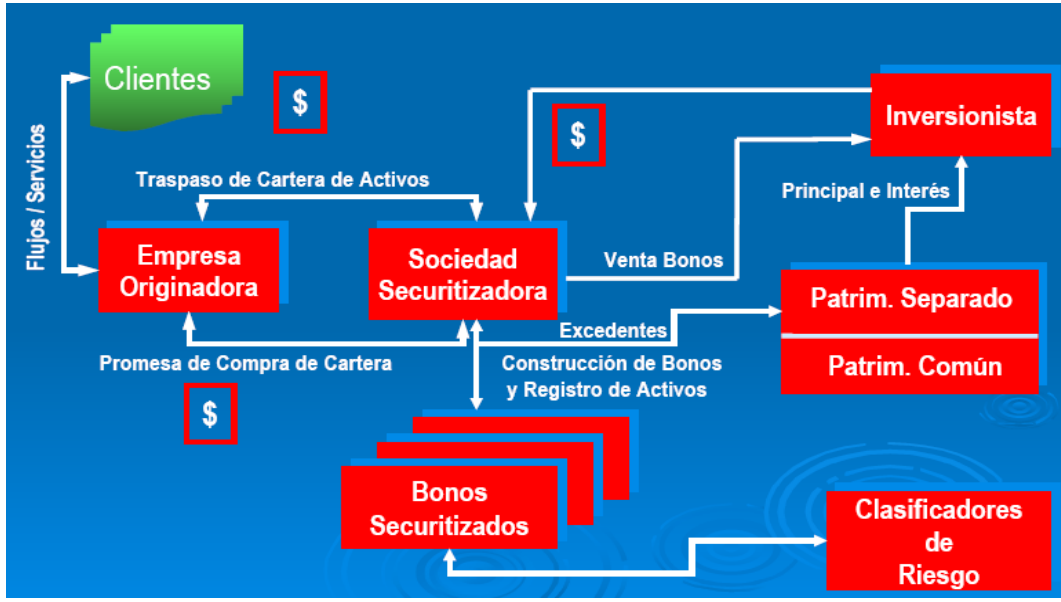 Clientes
$
$
Inversionista
Flujos / Servicios
Traspaso de Cartera de Activos
Principal e Interés
Empresa
Originadora
Sociedad
Securitizadora
Venta Bonos
Patrim. Separado
Patrim. Común
Excedentes
Promesa de Compra de Cartera
$
Construcción de Bonos
y Registro de Activos
Bonos
Securitizados
Clasificadores
de
Riesgo